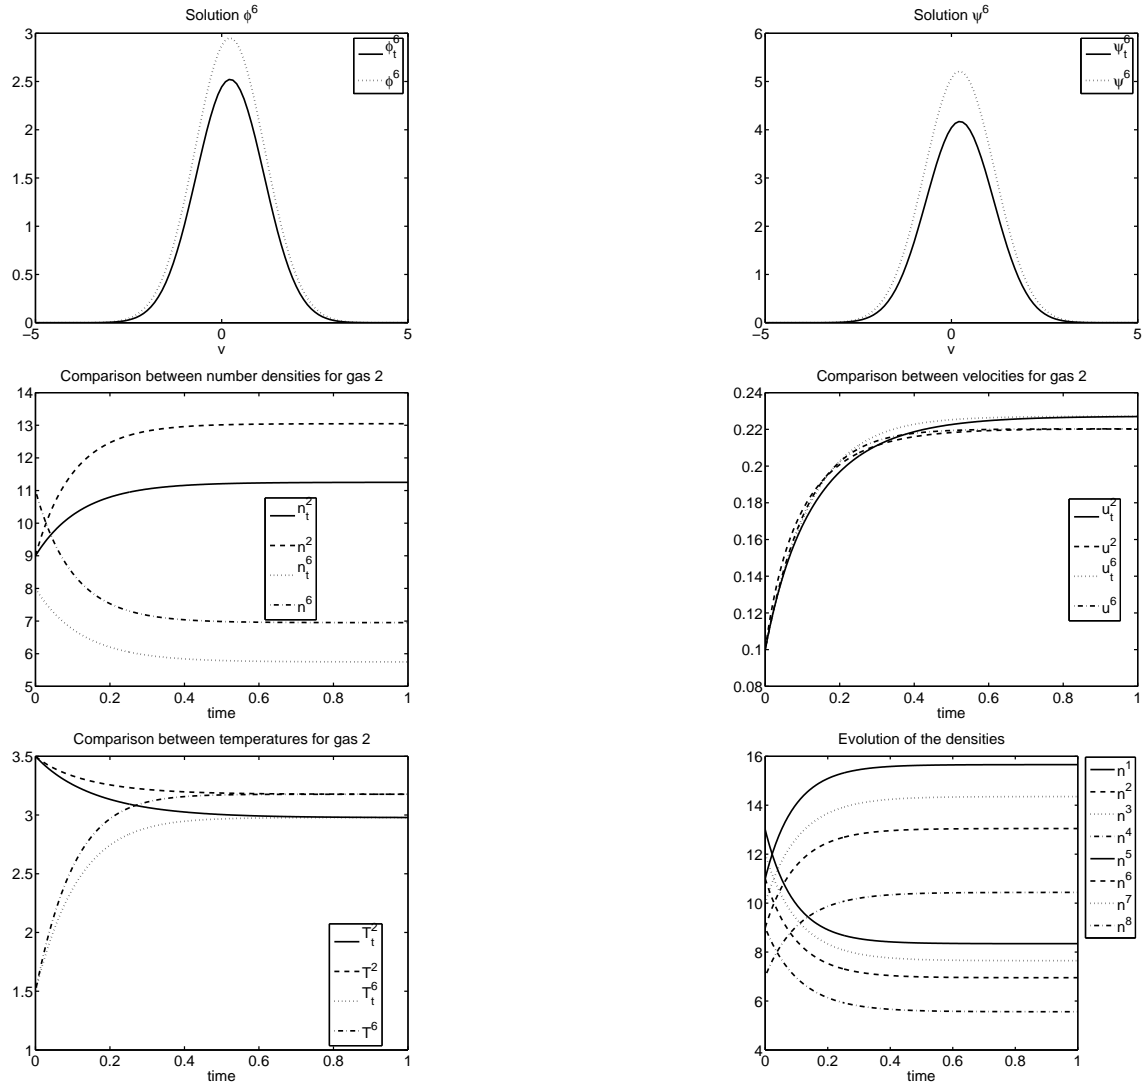 Solution ϕ⁶
3
2.5
2
1.5
1
0.5
0
−5
0
5
v
ϕₜ⁶
ϕ⁶
Solution ψ⁶
6
5
4
3
2
1
0
−5
0
5
v
ψₜ⁶
ψ⁶
Comparison between number densities for gas 2
14
13
12
11
10
9
8
7
6
5
0
0.2
0.4
0.6
0.8
1
time
nₜ²
n²
nₜ⁶
n⁶
Comparison between velocities for gas 2
0.24
0.22
0.2
0.18
0.16
0.14
0.12
0.1
0.08
0
0.2
0.4
0.6
0.8
1
time
uₜ²
u²
uₜ⁶
u⁶
Comparison between temperatures for gas 2
3.5
3
2.5
2
1.5
1
0
0.2
0.4
0.6
0.8
1
time
Tₜ²
T²
Tₜ⁶
T⁶
Evolution of the densities
16
14
12
10
8
6
4
0
0.2
0.4
0.6
0.8
1
time
n¹
n²
n³
n⁴
n⁵
n⁶
n⁷
n⁸